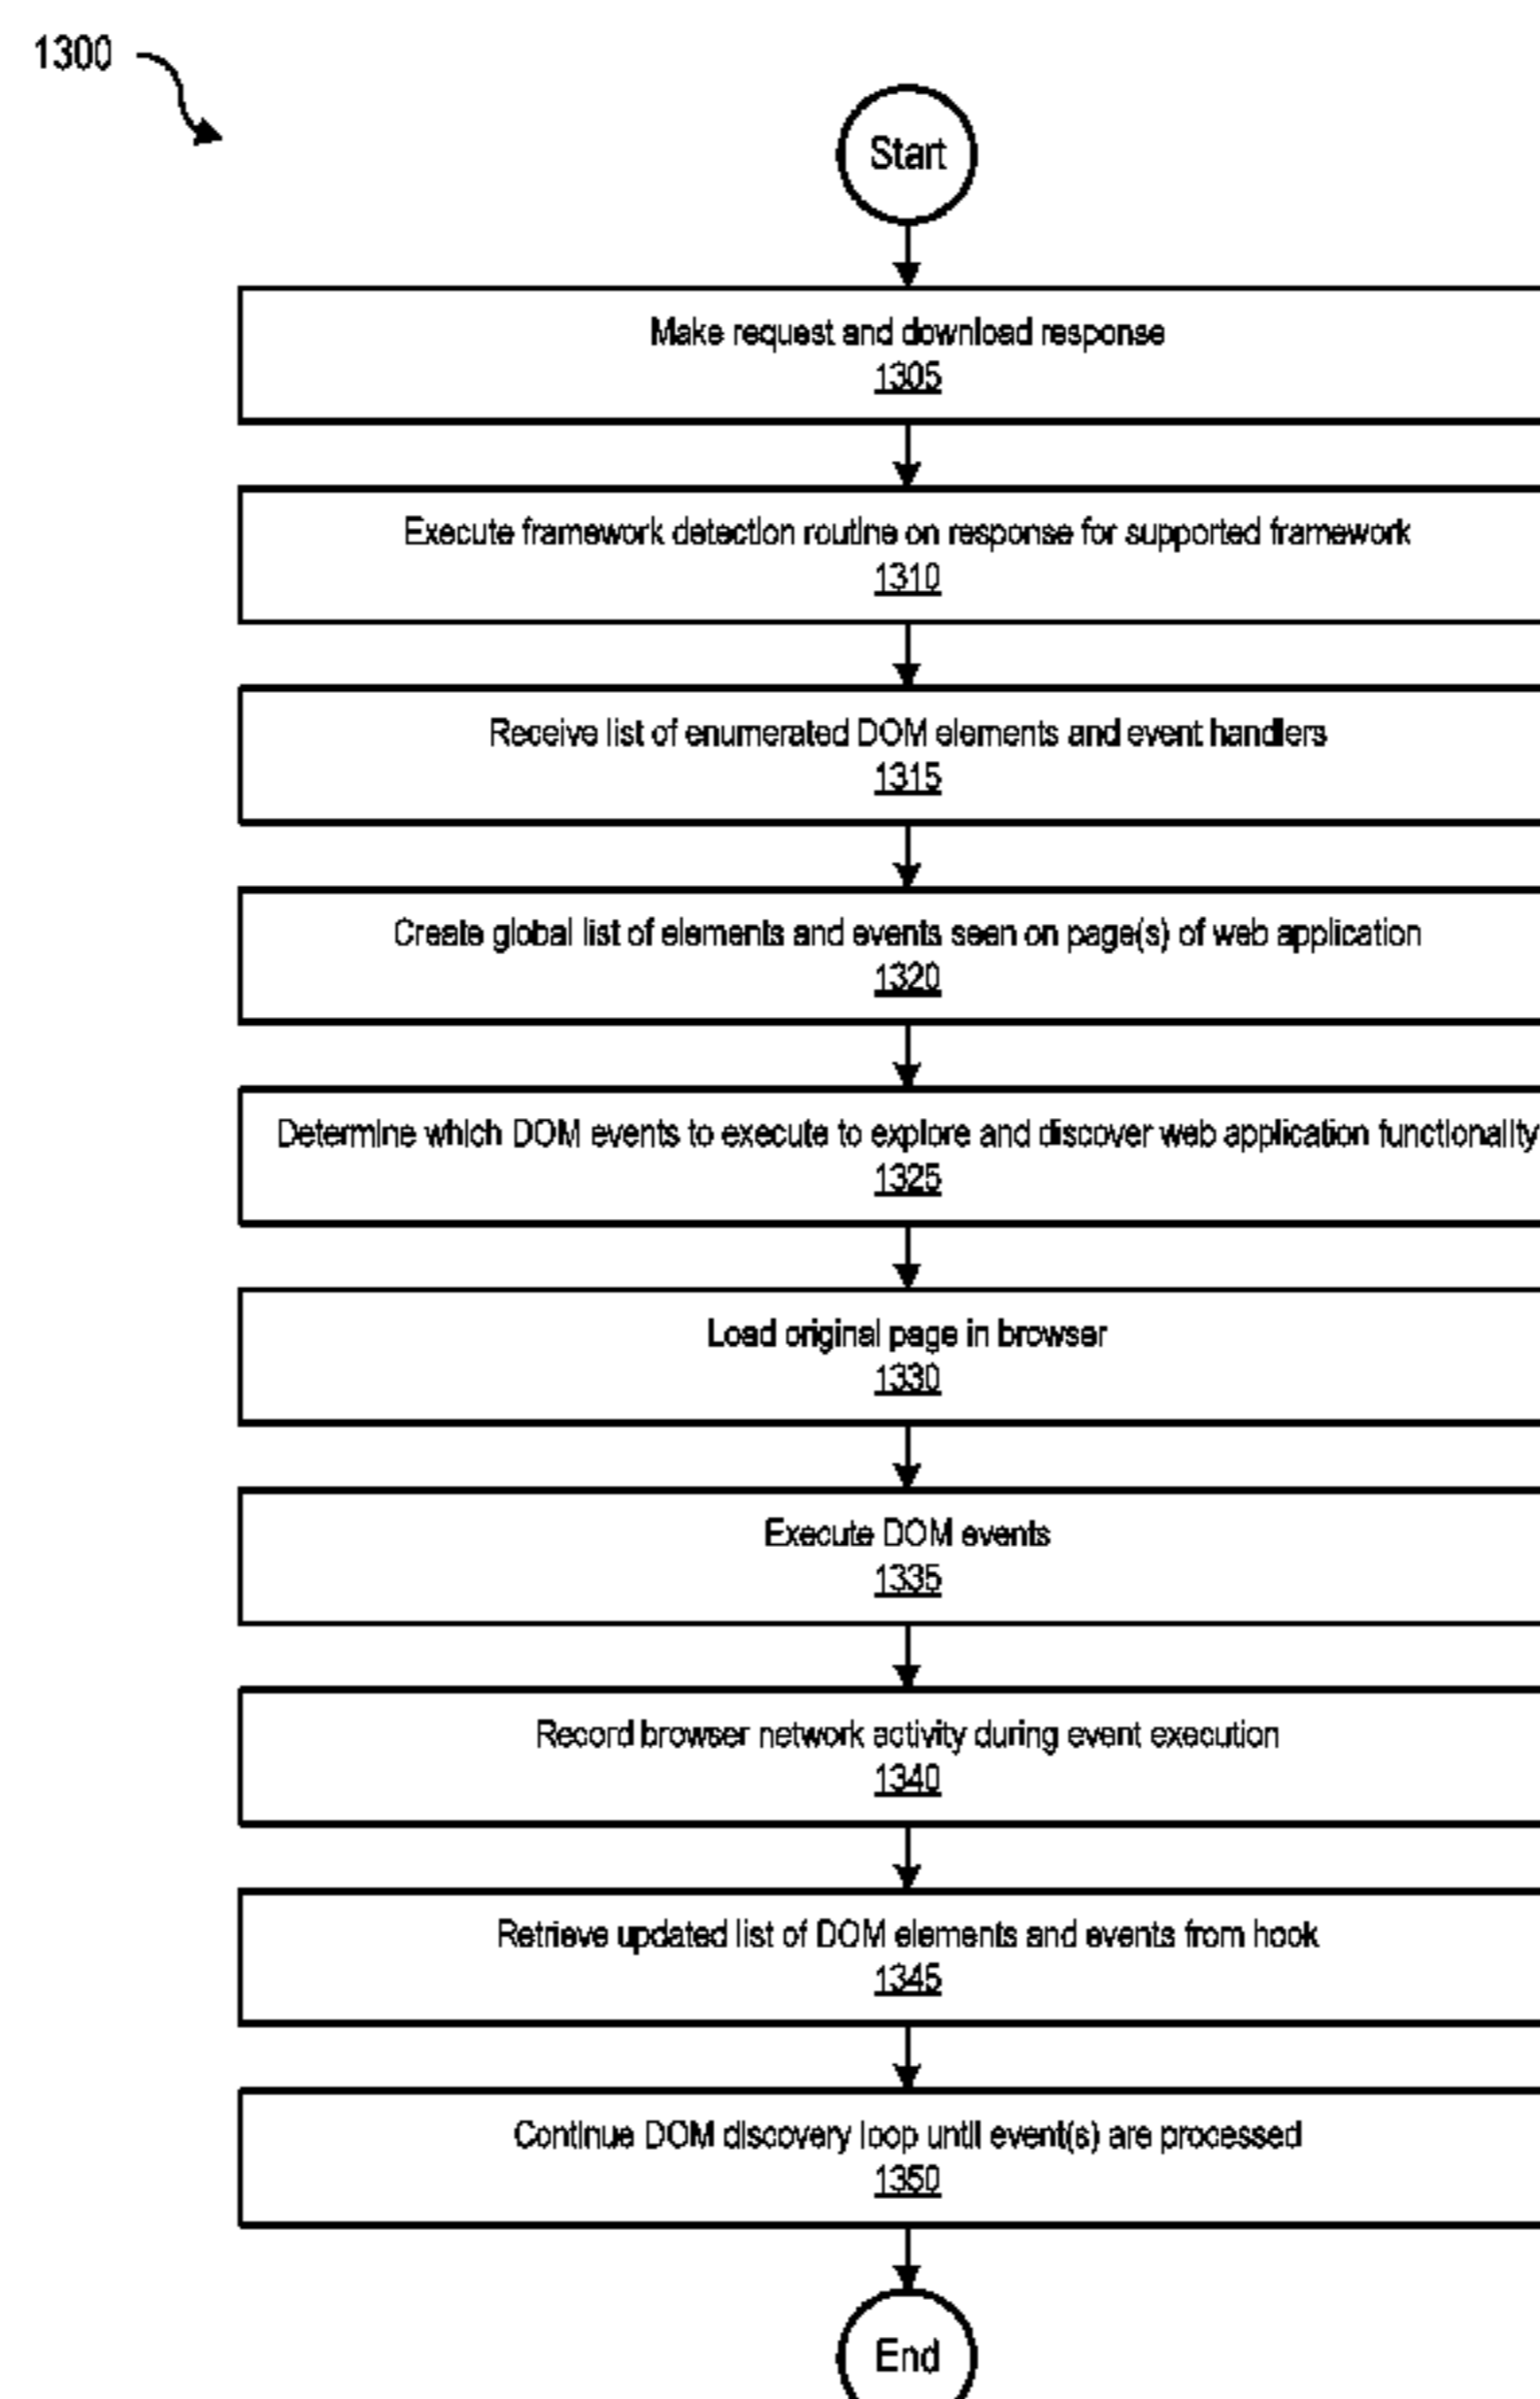 1300
Start
Make request and download response
1305
Execute framework detection routine on response for supported framework
1310
Receive list of enumerated DOM elements and event handlers
1315
Create global list of elements and events seen on page(s) of web application
1320
Determine which DOM events to execute to explore and discover web application functionality
1325
Load original page in browser
1330
Execute DOM events
1335
Record browser network activity during event execution
1340
Retrieve updated list of DOM elements and events from hook
1345
Continue DOM discovery loop until event(s) are processed
1350
End